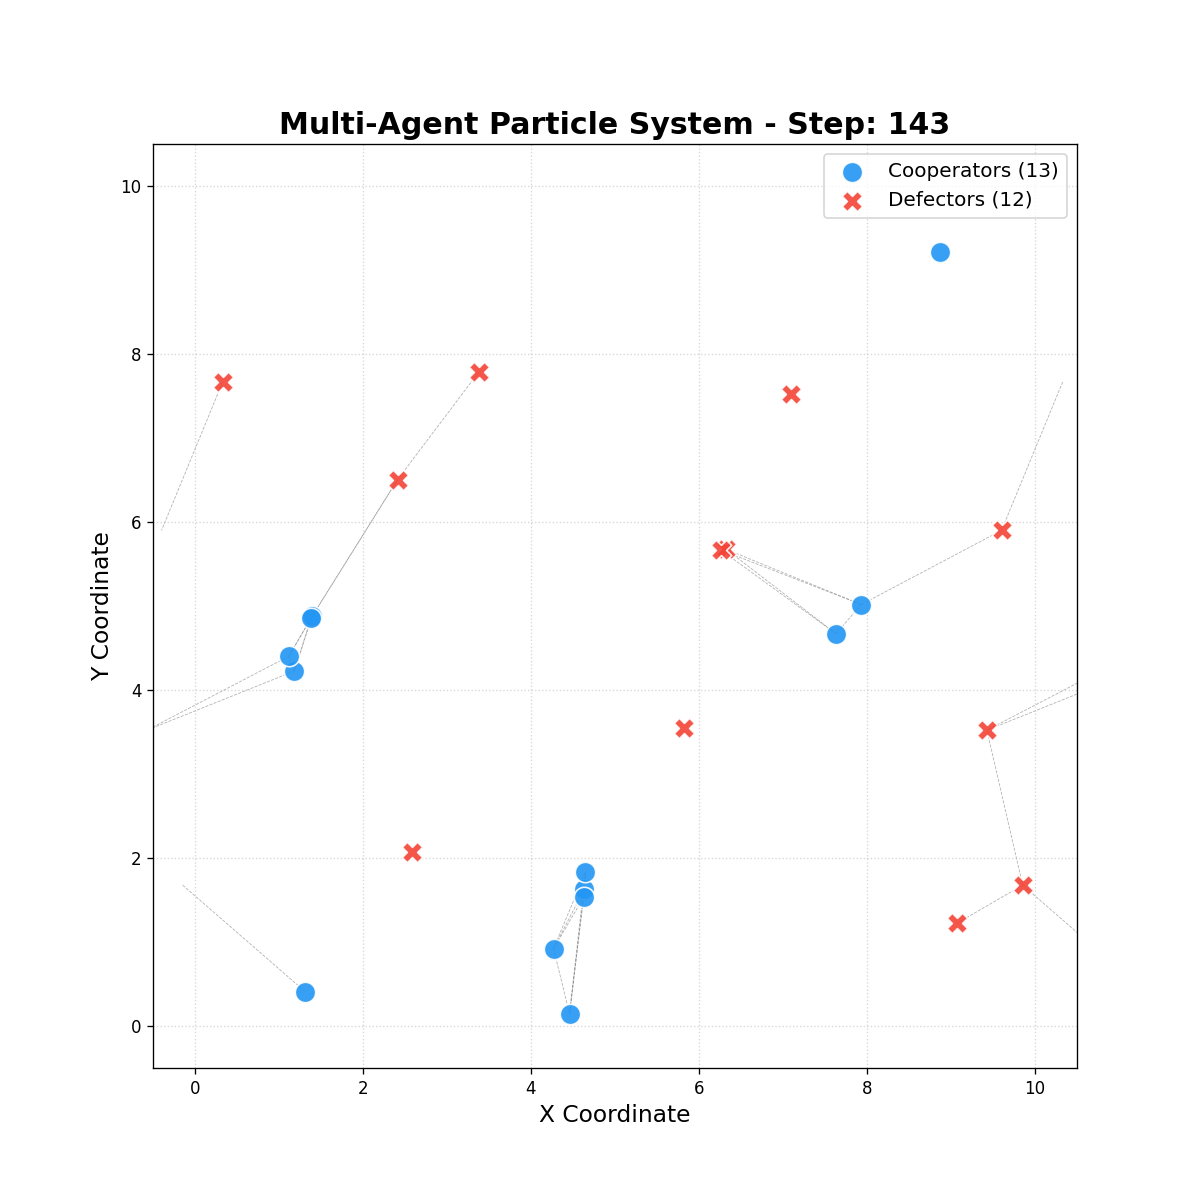 Multi-Agent Particle System - Step: 143
Cooperators (13)
Defectors (12)
10
8
6
4
2
0
Y Coordinate
0 2 4 6 8 10
X Coordinate